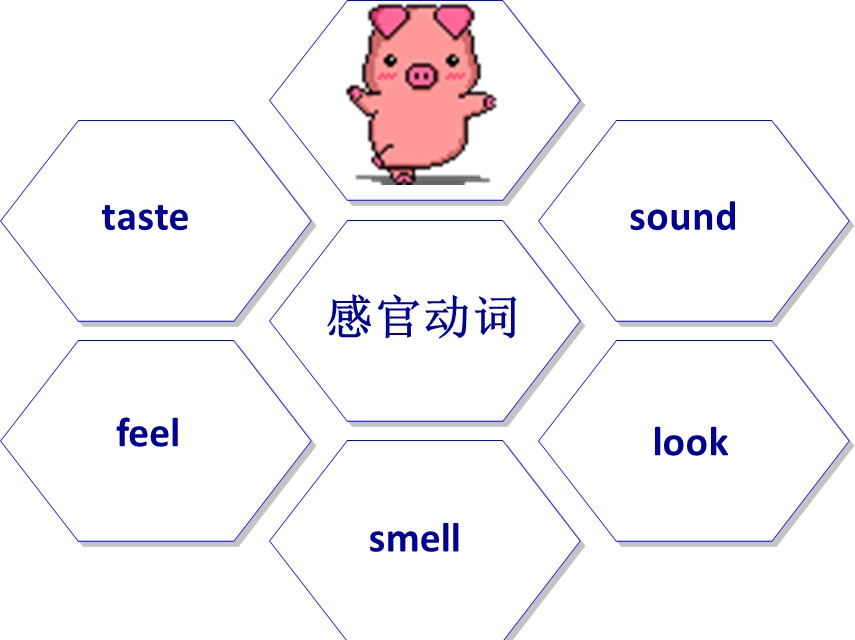 taste
sound
感官动词
feel
look
smell